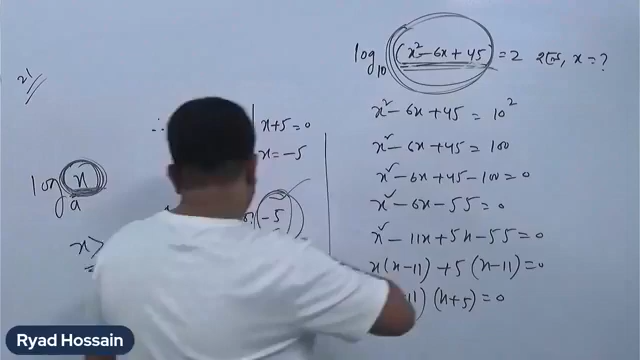 21
log_a x
x>
∴
x+5=0
x=-5
-5
log₁₀ (x²-6x+45) = 2 হলে, x = ?
x²-6x+45 = 10²
x²-6x+45 = 100
x²-6x+45-100=0
x²-6x-55=0
x²-11x+5x-55=0
x(x-11)+5(x-11)=0
11)(x+5)=0
Ryad Hossain